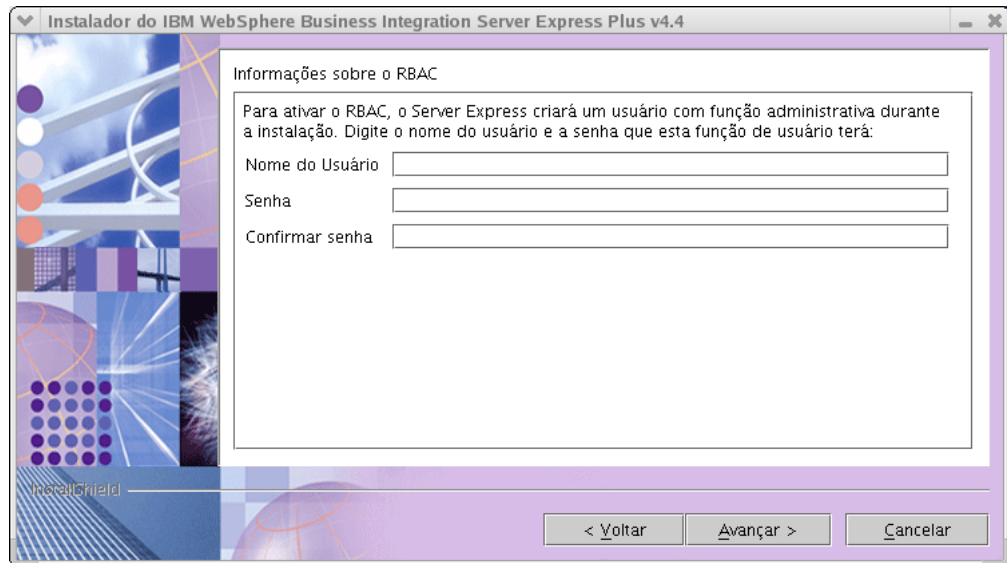 Instalador do IBM WebSphere Business Integration Server Express Plus v4.4
Informações sobre o RBAC
Para ativar o RBAC, o Server Express criará um usuário com função administrativa durante
a instalação. Digite o nome do usuário e a senha que esta função de usuário terá:
Nome do Usuário
Senha
Confirmar senha
InstallShield
< Voltar
Avançar >
Cancelar